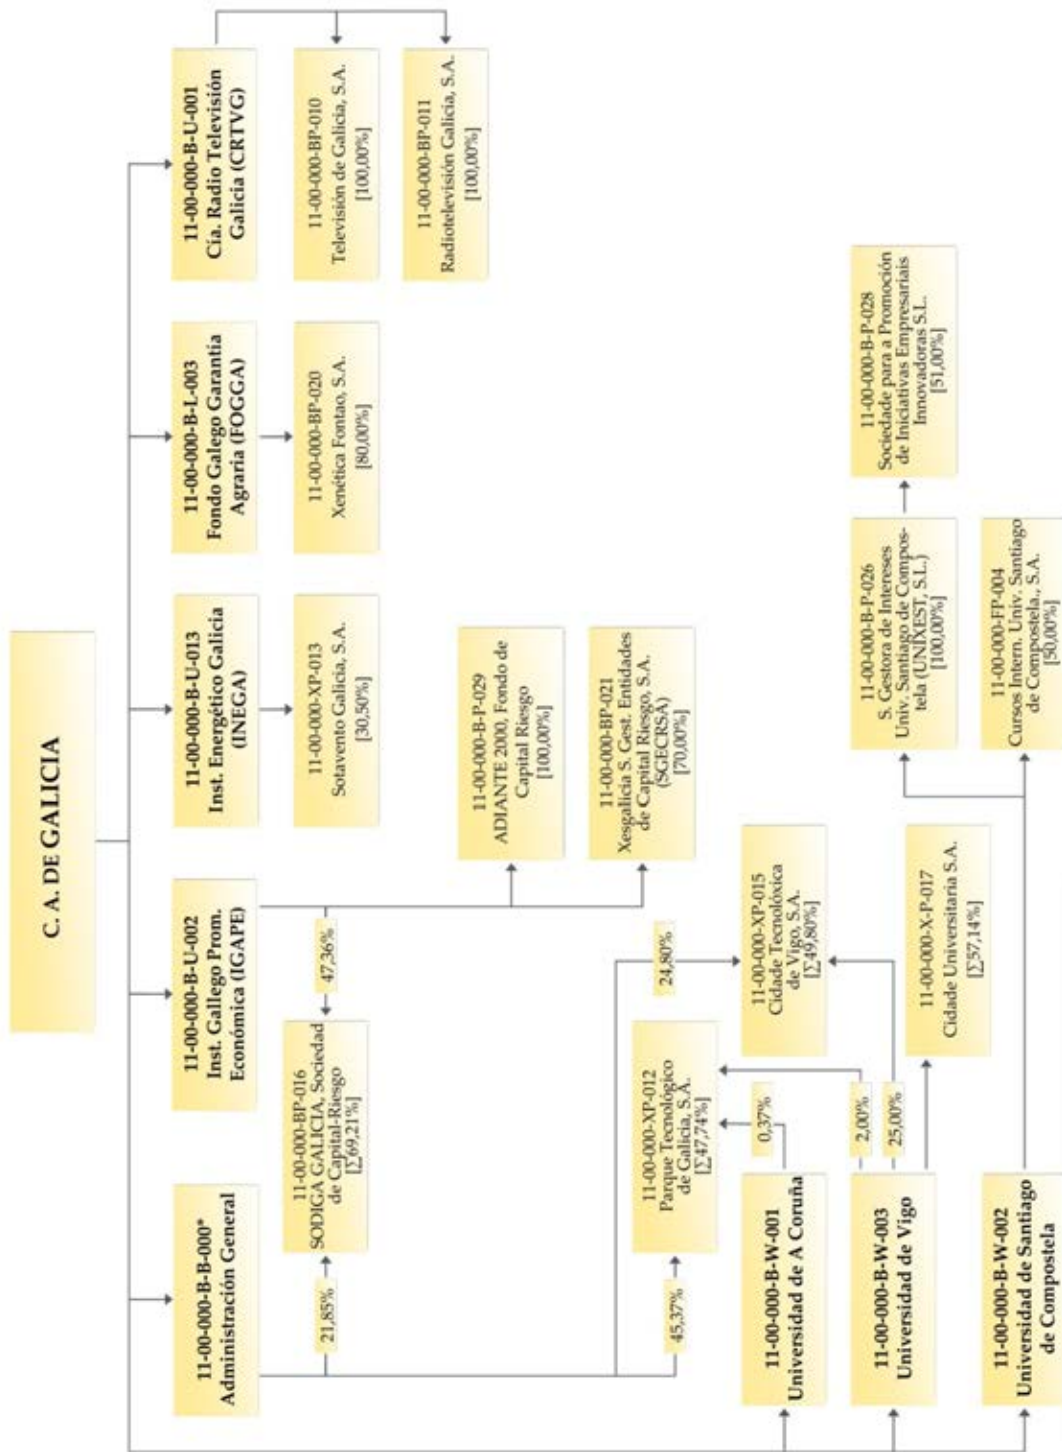 C. A. DE GALICIA
11-00-000-B-B-000*
Administración General
11-00-000-B-U-002
Inst. Gallego Prom.
Económica (IGAPE)
11-00-000-B-U-013
Inst. Energético Galicia
(INEGA)
11-00-000-B-L-003
Fondo Galego Garantia
Agraria (FOGGA)
11-00-000-B-U-001
Cía. Radio Televisión
Galicia (CRTVG)
21,85%
11-00-000-BP-016
SODIGA GALICIA, Sociedad
de Capital-Riesgo
[∑69,21%]
47,36%
11-00-000-XP-013
Sotavento Galicia, S.A.
[30,50%]
11-00-000-BP-020
Xenética Fontao, S.A.
[80,00%]
11-00-000-BP-010
Televisión de Galicia, S.A.
[100,00%]
11-00-000-BP-011
Radiotelevisión Galicia, S.A.
[100,00%]
11-00-000-B-P-029
ADIANTE 2000, Fondo de
Capital Riesgo
[100,00%]
11-00-000-BP-021
Xesgalicia S. Gest. Entidades
de Capital Riesgo, S.A.
(SGECRSA)
[70,00%]
45,37%
11-00-000-XP-012
Parque Tecnológico
de Galicia, S.A.
[∑47,74%]
24,80%
11-00-000-XP-015
Cidade Tecnolóxica
de Vigo, S.A.
[∑49,80%]
11-00-000-B-W-001
Universidad de A Coruña
0,37%
11-00-000-B-W-003
Universidad de Vigo
2,00%
25,00%
11-00-000-X-P-017
Cidade Universitaria S.A.
[∑57,14%]
11-00-000-B-P-026
S. Gestora de Intereses
Univ. Santiago de Compos-
tela (UNIXEST, S.L.)
[100,00%]
11-00-000-B-P-028
Sociedade para a Promoción
de Iniciativas Empresariais
Innovadoras S.L.
[51,00%]
11-00-000-B-W-002
Universidad de Santiago
de Compostela
11-00-000-FP-004
Cursos Intern. Univ. Santiago
de Compostela., S.A.
[50,00%]